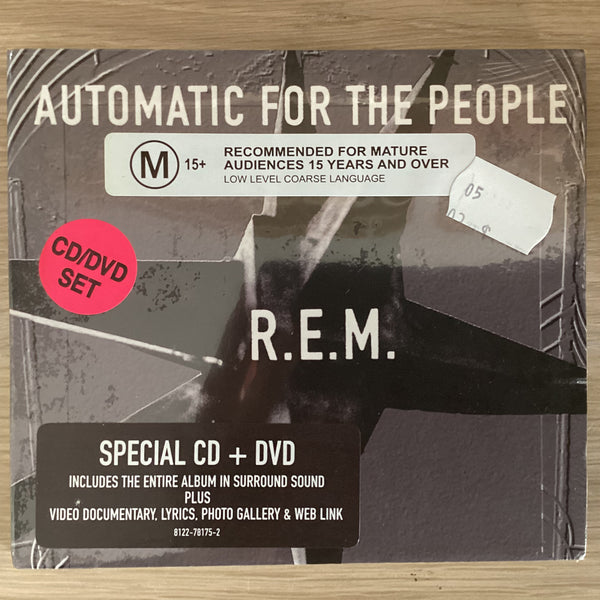 AUTOMATIC FOR THE PEOPLE
M 15+
RECOMMENDED FOR MATURE
AUDIENCES 15 YEARS AND OVER
LOW LEVEL COARSE LANGUAGE
05
CD/DVD
SET
R.E.M.
SPECIAL CD + DVD
INCLUDES THE ENTIRE ALBUM IN SURROUND SOUND
PLUS
VIDEO DOCUMENTARY, LYRICS, PHOTO GALLERY & WEB LINK
8122-78175-2